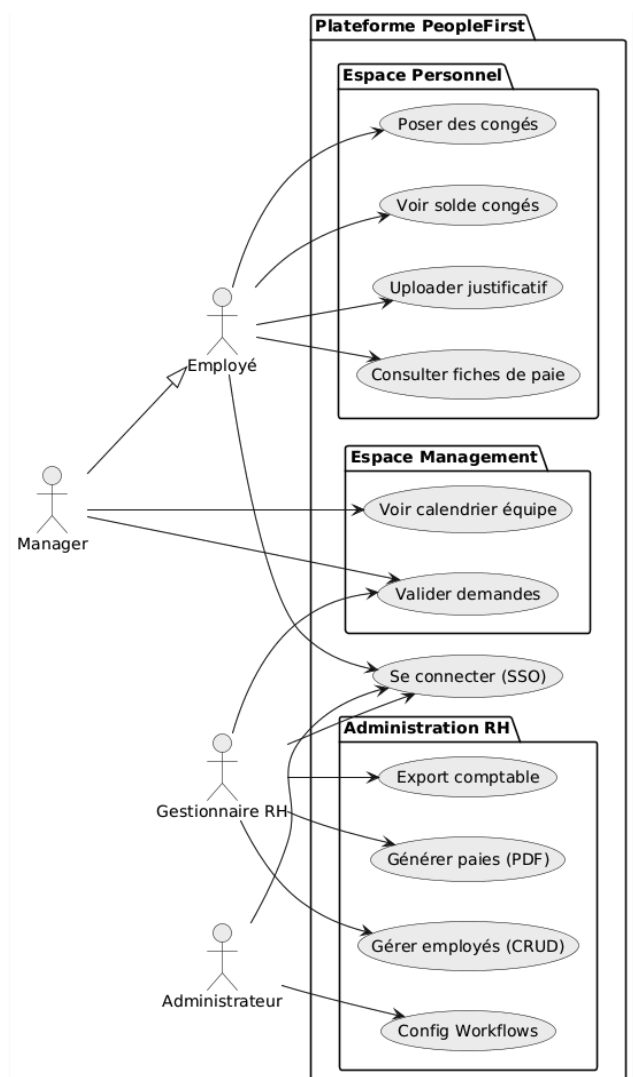 Plateforme PeopleFirst
Espace Personnel
Poser des congés
Voir solde congés
Uploader justificatif
Employé
Consulter fiches de paie
Espace Management
Voir calendrier équipe
Manager
Valider demandes
Se connecter (SSO)
Administration RH
Export comptable
Gestionnaire RH
Générer paies (PDF)
Gérer employés (CRUD)
Administrateur
Config Workflows